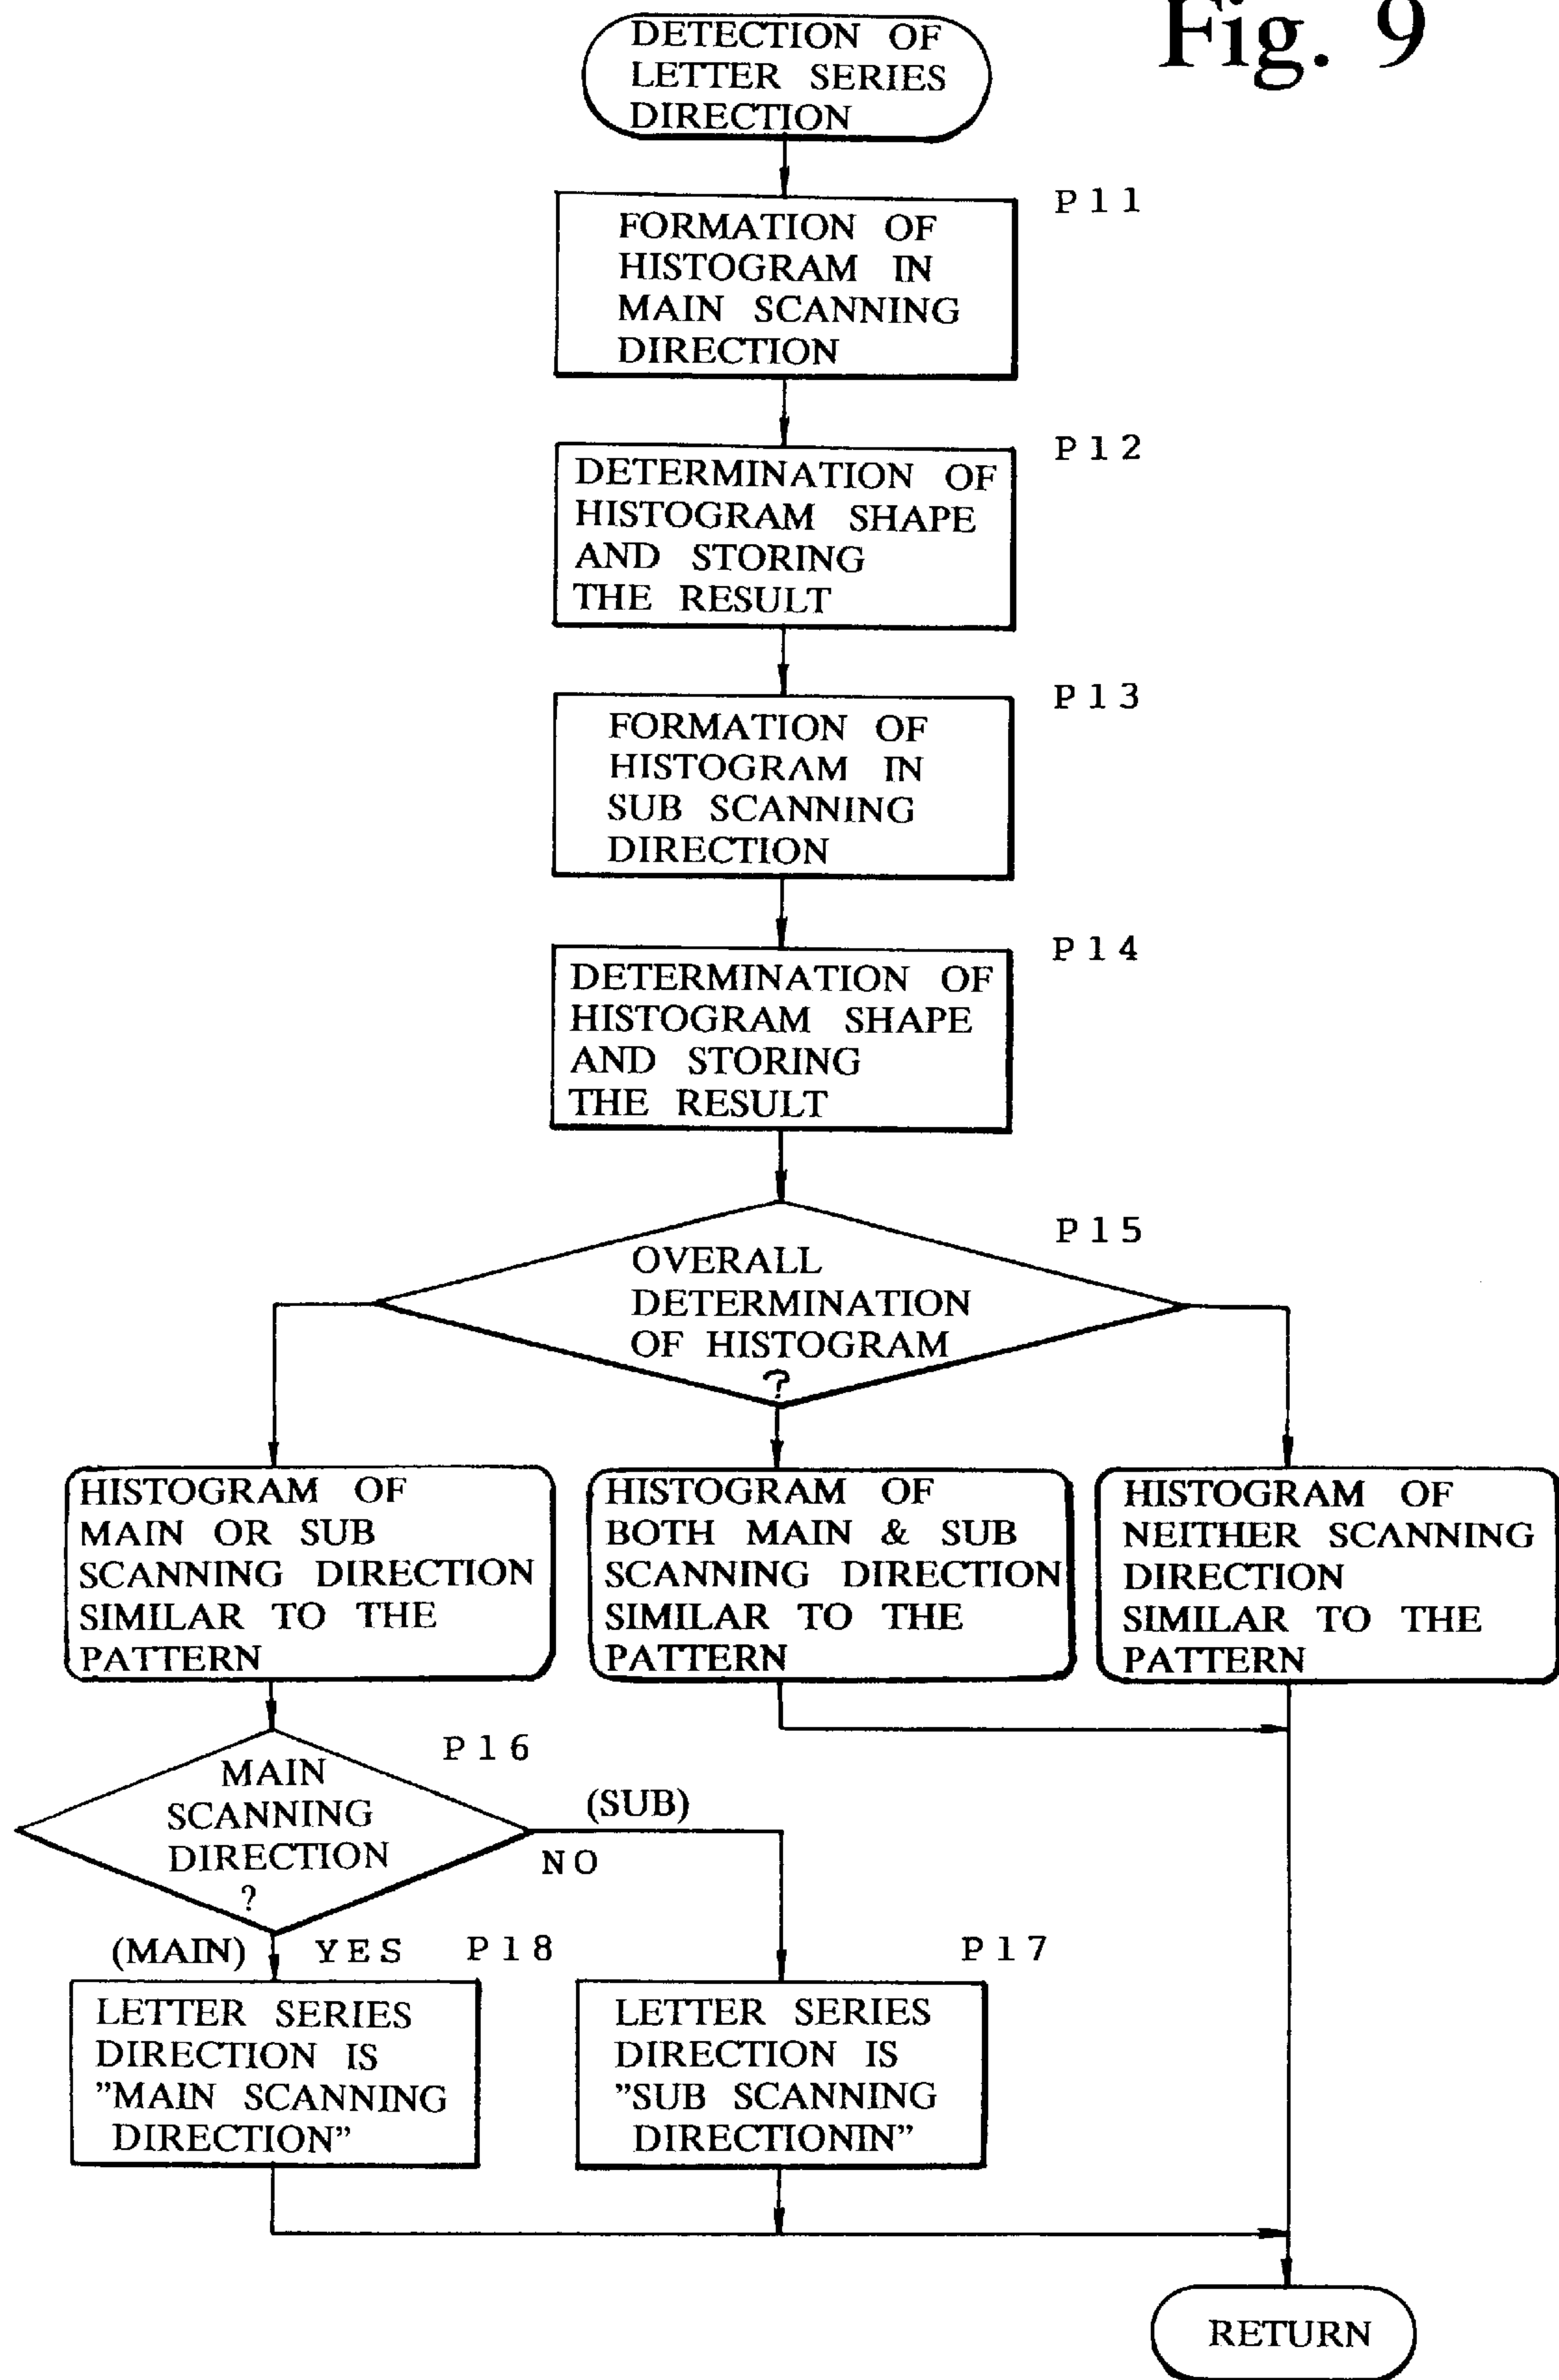 Fig. 9
DETECTION OF
LETTER SERIES
DIRECTION
P11
FORMATION OF
HISTOGRAM IN
MAIN SCANNING
DIRECTION
P12
DETERMINATION OF
HISTOGRAM SHAPE
AND STORING
THE RESULT
P13
FORMATION OF
HISTOGRAM IN
SUB SCANNING
DIRECTION
P14
DETERMINATION OF
HISTOGRAM SHAPE
AND STORING
THE RESULT
P15
OVERALL
DETERMINATION
OF HISTOGRAM
?
HISTOGRAM OF
MAIN OR SUB
SCANNING DIRECTION
SIMILAR TO THE
PATTERN
HISTOGRAM OF
BOTH MAIN & SUB
SCANNING DIRECTION
SIMILAR TO THE
PATTERN
HISTOGRAM OF
NEITHER SCANNING
DIRECTION
SIMILAR TO THE
PATTERN
P16
MAIN
SCANNING
DIRECTION
?
(SUB)
NO
(MAIN) YES
P18
LETTER SERIES
DIRECTION IS
"MAIN SCANNING
DIRECTION"
P17
LETTER SERIES
DIRECTION IS
"SUB SCANNING
DIRECTIONIN"
RETURN